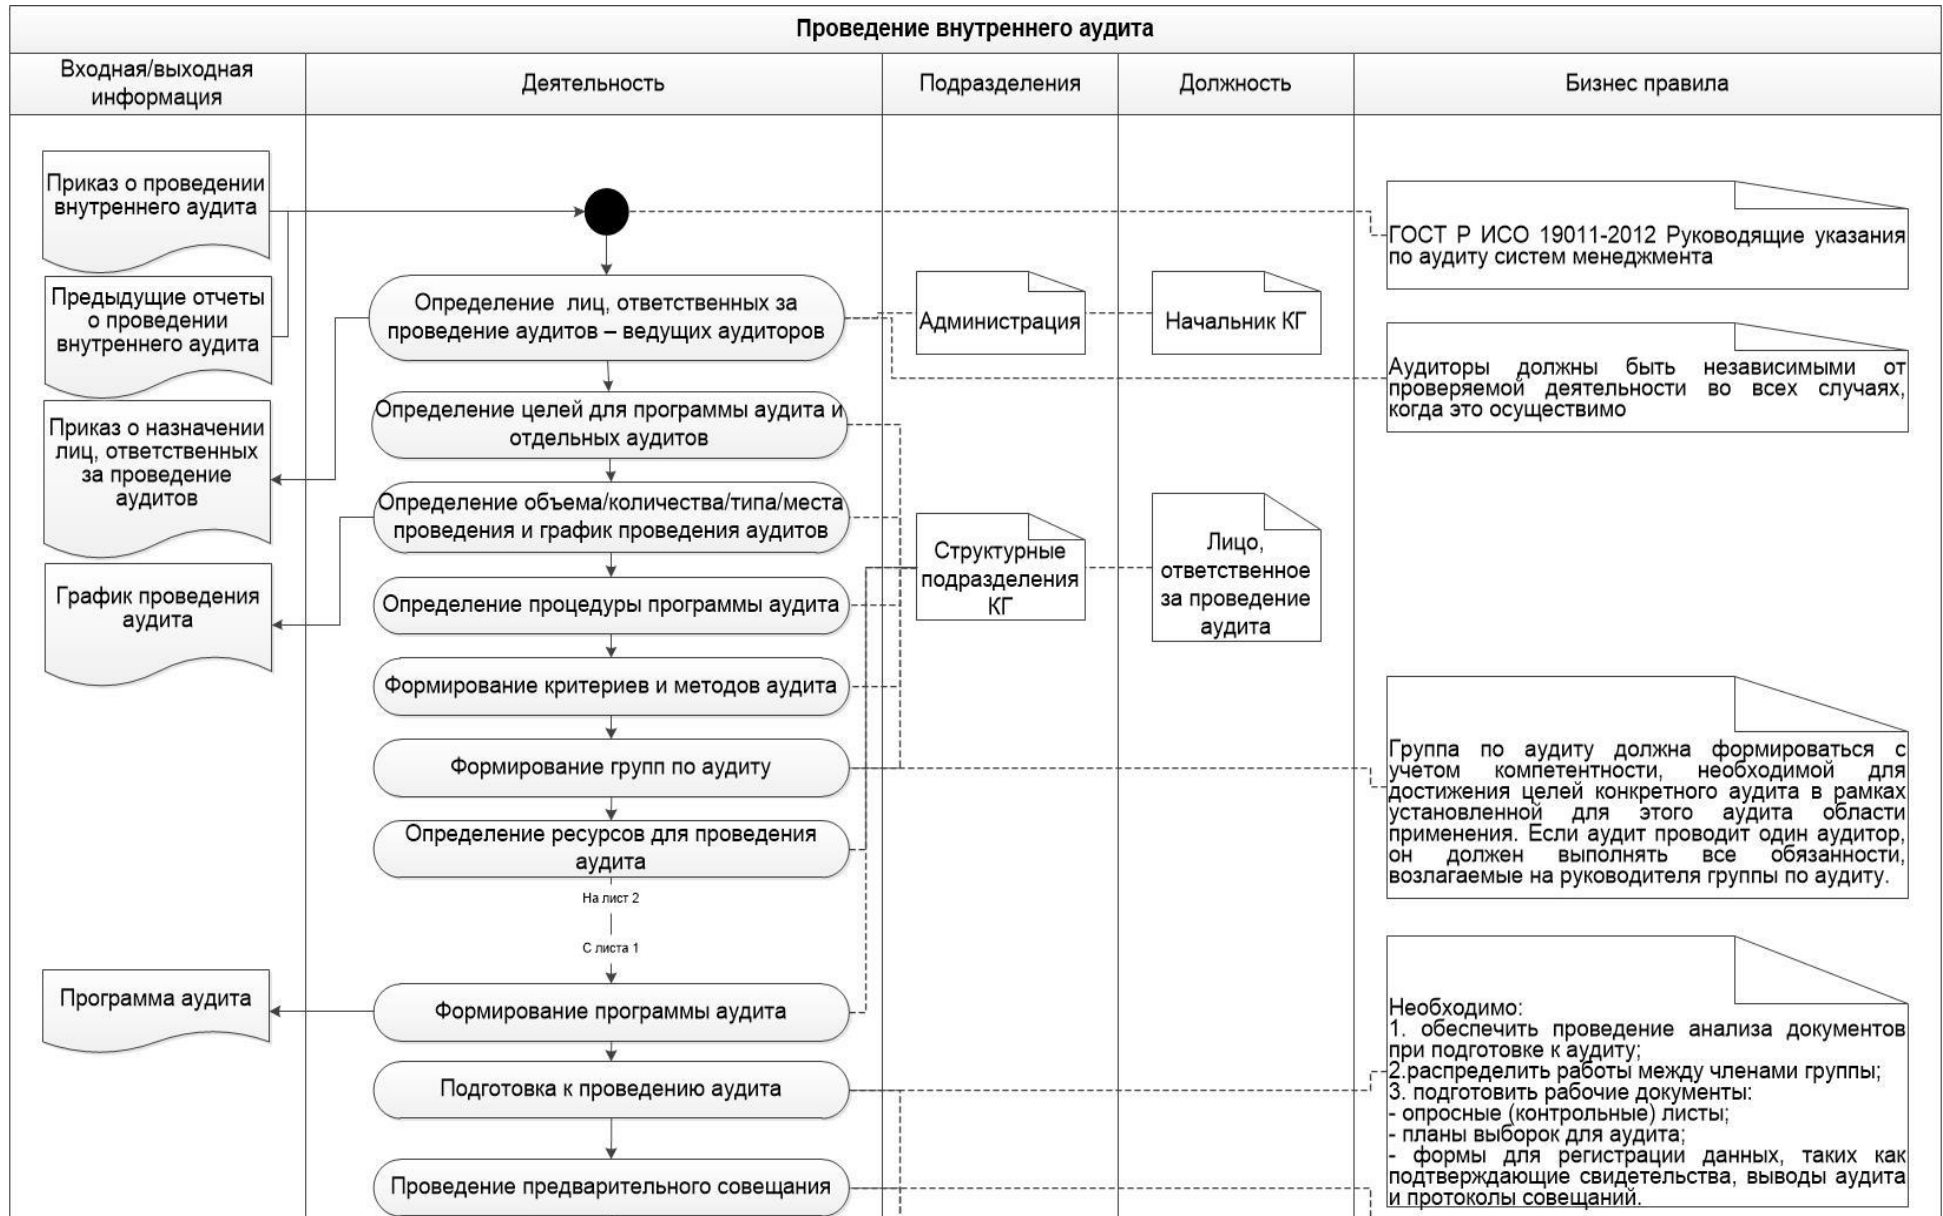 Проведение внутреннего аудита
Входная/выходная
информация
Деятельность
Подразделения
Должность
Бизнес правила
Приказ о проведении
внутреннего аудита
Предыдущие отчеты
о проведении
внутреннего аудита
Приказ о назначении
лиц, ответственных
за проведение
аудитов
График проведения
аудита
Программа аудита
Определение лиц, ответственных за
проведение аудитов – ведущих аудиторов
Определение целей для программы аудита и
отдельных аудитов
Определение объема/количества/типа/места
проведения и график проведения аудитов
Определение процедуры программы аудита
Формирование критериев и методов аудита
Формирование групп по аудиту
Определение ресурсов для проведения
аудита
На лист 2
С листа 1
Формирование программы аудита
Подготовка к проведению аудита
Проведение предварительного совещания
Администрация
Структурные
подразделения
КГ
Начальник КГ
Лицо,
ответственное
за проведение
аудита
ГОСТ Р ИСО 19011-2012 Руководящие указания
по аудиту систем менеджмента
Аудиторы должны быть независимыми от
проверяемой деятельности во всех случаях,
когда это осуществимо
Группа по аудиту должна формироваться с
учетом компетентности, необходимой для
достижения целей конкретного аудита в рамках
установленной для этого аудита области
применения. Если аудит проводит один аудитор,
он должен выполнять все обязанности,
возлагаемые на руководителя группы по аудиту.
Необходимо:
1. обеспечить проведение анализа документов
при подготовке к аудиту;
2.распределить работы между членами группы;
3. подготовить рабочие документы:
- опросные (контрольные) листы;
- планы выборок для аудита;
- формы для регистрации данных, таких как
подтверждающие свидетельства, выводы аудита
и протоколы совещаний.